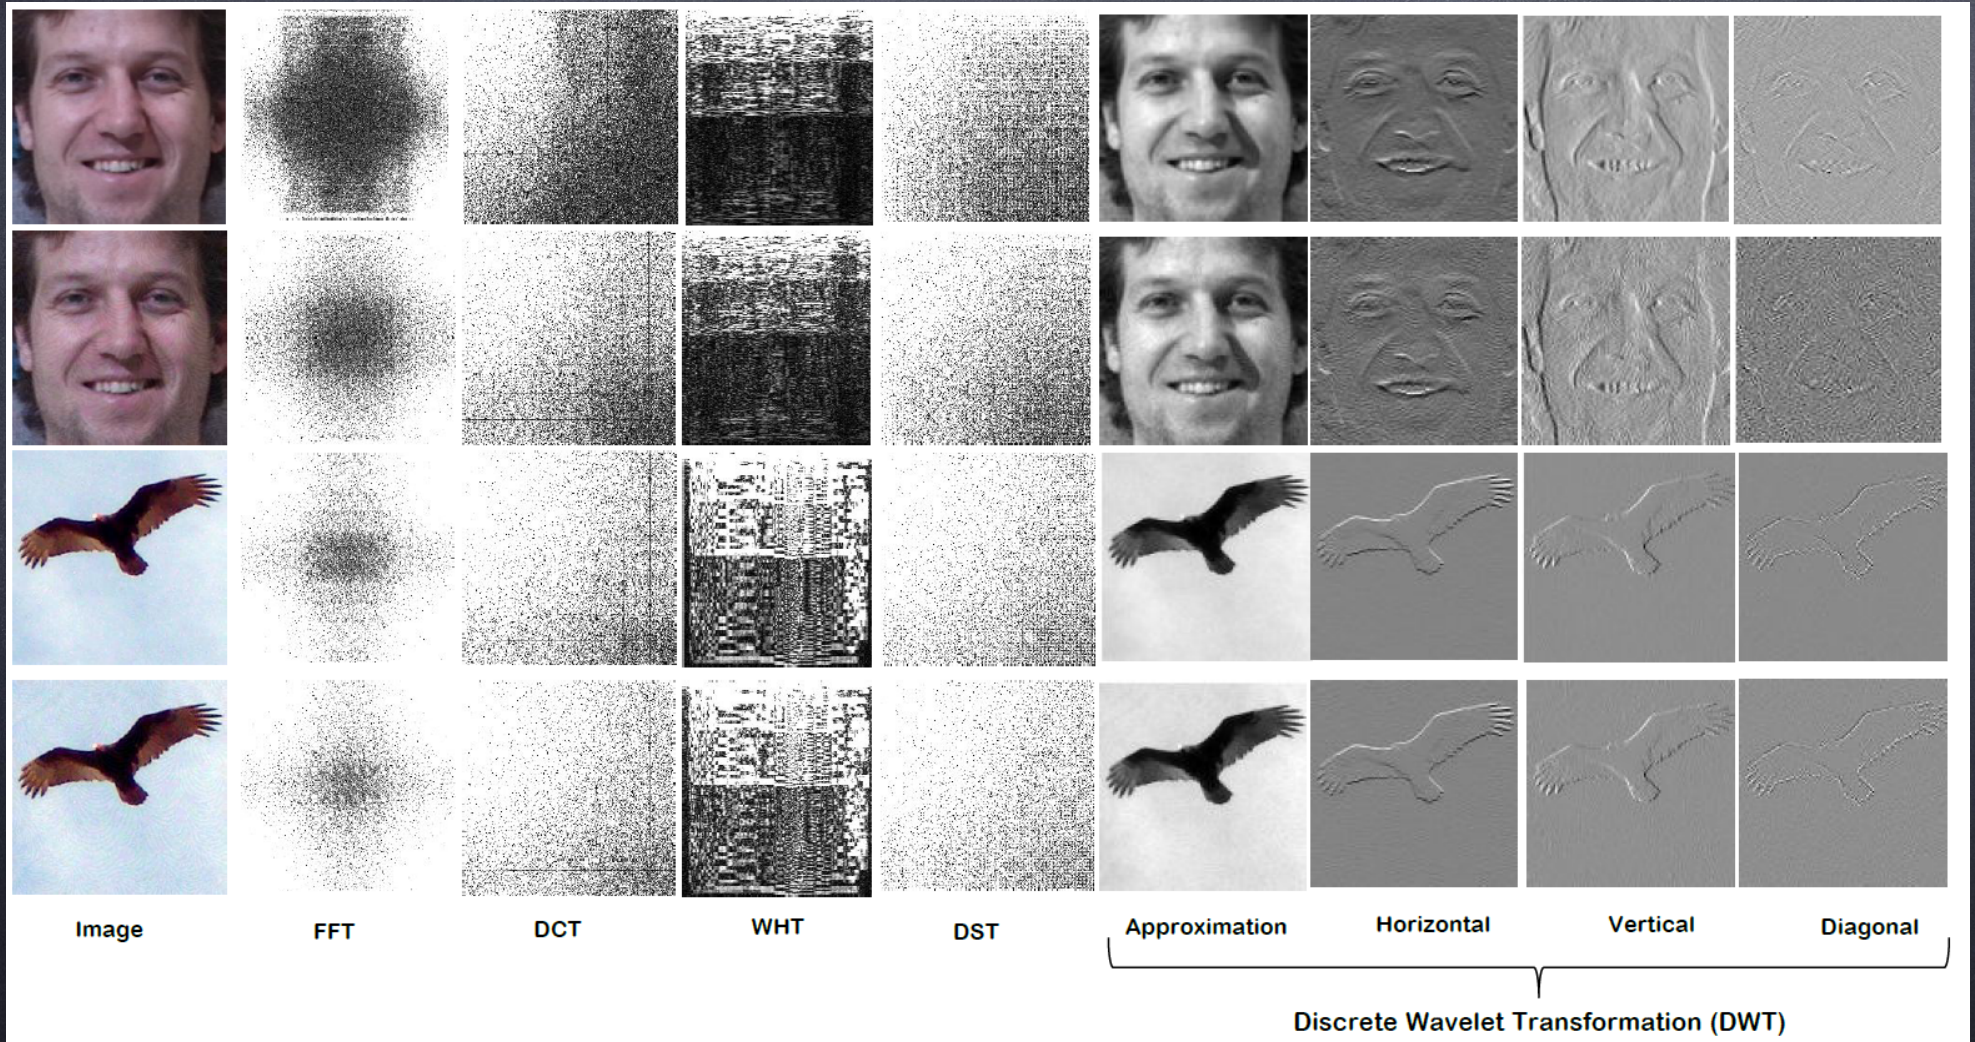 Image
FFT
DCT
WHT
DST
Approximation
Horizontal
Vertical
Diagonal
Discrete Wavelet Transformation (DWT)